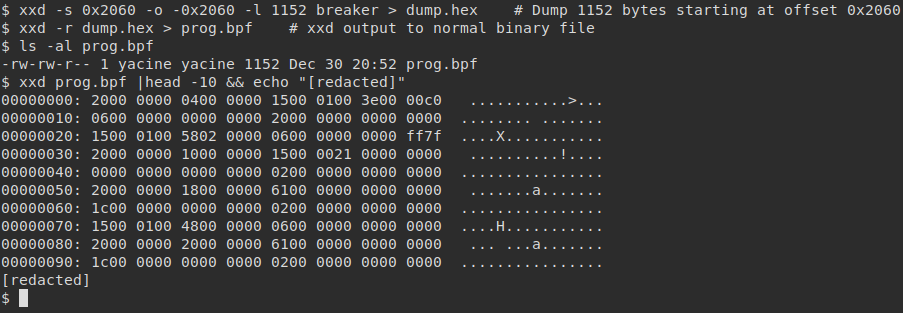 $ xxd -s 0x2060 -o -0x2060 -l 1152 breaker > dump.hex    # Dump 1152 bytes starting at offset 0x2060
$ xxd -r dump.hex > prog.bpf    # xxd output to normal binary file
$ ls -al prog.bpf
-rw-rw-r-- 1 yacine yacine 1152 Dec 30 20:52 prog.bpf
$ xxd prog.bpf |head -10 && echo "[redacted]"
00000000: 2000 0000 0400 0000 1500 0100 3e00 00c0   ...........>...
00000010: 0600 0000 0000 0000 2000 0000 0000 0000  ........ .......
00000020: 1500 0100 5802 0000 0600 0000 0000 ff7f  ....X...........
00000030: 2000 0000 1000 0000 1500 0021 0000 0000   ..........!....
00000040: 0000 0000 0000 0000 0200 0000 0000 0000  ................
00000050: 2000 0000 1800 0000 6100 0000 0000 0000   .......a.......
00000060: 1c00 0000 0000 0000 0200 0000 0000 0000  ................
00000070: 1500 0100 4800 0000 0600 0000 0000 0000  ....H...........
00000080: 2000 0000 2000 0000 6100 0000 0000 0000   ... ...a.......
00000090: 1c00 0000 0000 0000 0200 0000 0000 0000  ................
[redacted]
$